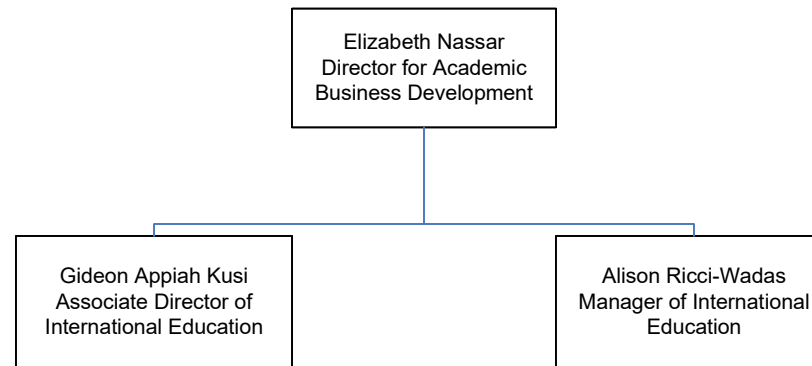 Elizabeth Nassar
Director for Academic
Business Development
Gideon Appiah Kusi
Associate Director of
International Education
Alison Ricci-Wadas
Manager of International
Education